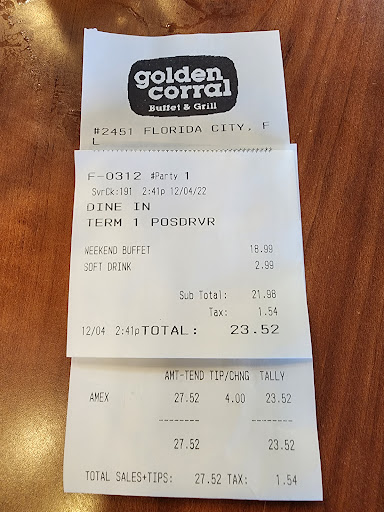 golden
corral
Buffet & Grill
#2451 FLORIDA CITY, F
L
F-0312 #Party 1
SvrCk:191 2:41p 12/04/22
DINE IN
TERM 1 POSDRVR
WEEKEND BUFFET 18.99
SOFT DRINK 2.99
Sub Total: 21.98
Tax: 1.54
12/04 2:41p TOTAL: 23.52
AMT-TEND TIP/CHNG TALLY
AMEX 27.52 4.00 23.52
-------- --------
27.52 23.52
TOTAL SALES+TIPS: 27.52 TAX: 1.54